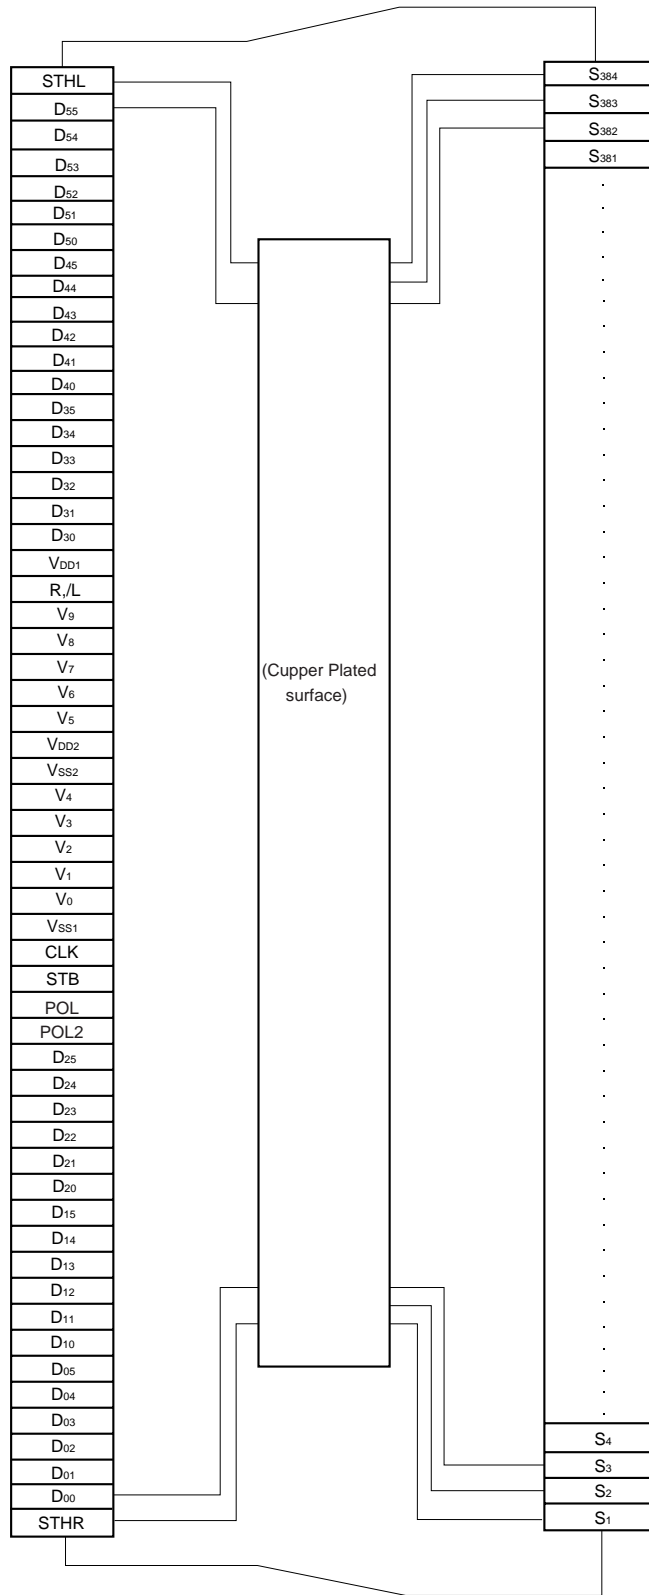 STHL
D55
D54
D53
D52
D51
D50
D45
D44
D43
D42
D41
D40
D35
D34
D33
D32
D31
D30
VDD1
R,/L
V9
V8
V7
V6
V5
VDD2
VSS2
V4
V3
V2
V1
V0
VSS1
CLK
STB
POL
POL2
D25
D24
D23
D22
D21
D20
D15
D14
D13
D12
D11
D10
D05
D04
D03
D02
D01
D00
STHR
(Cupper Plated
surface)
S384
S383
S382
S381
S4
S3
S2
S1